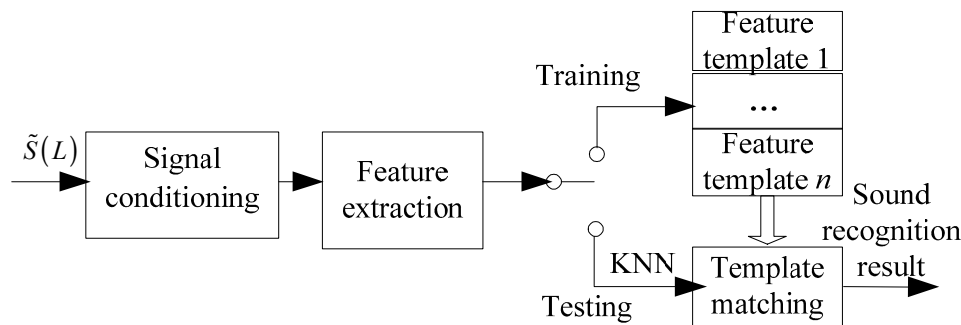 S̃(L)
Signal
conditioning
Feature
extraction
Training
Feature
template 1
...
Feature
template n
Testing
KNN
Template
matching
Sound
recognition
result